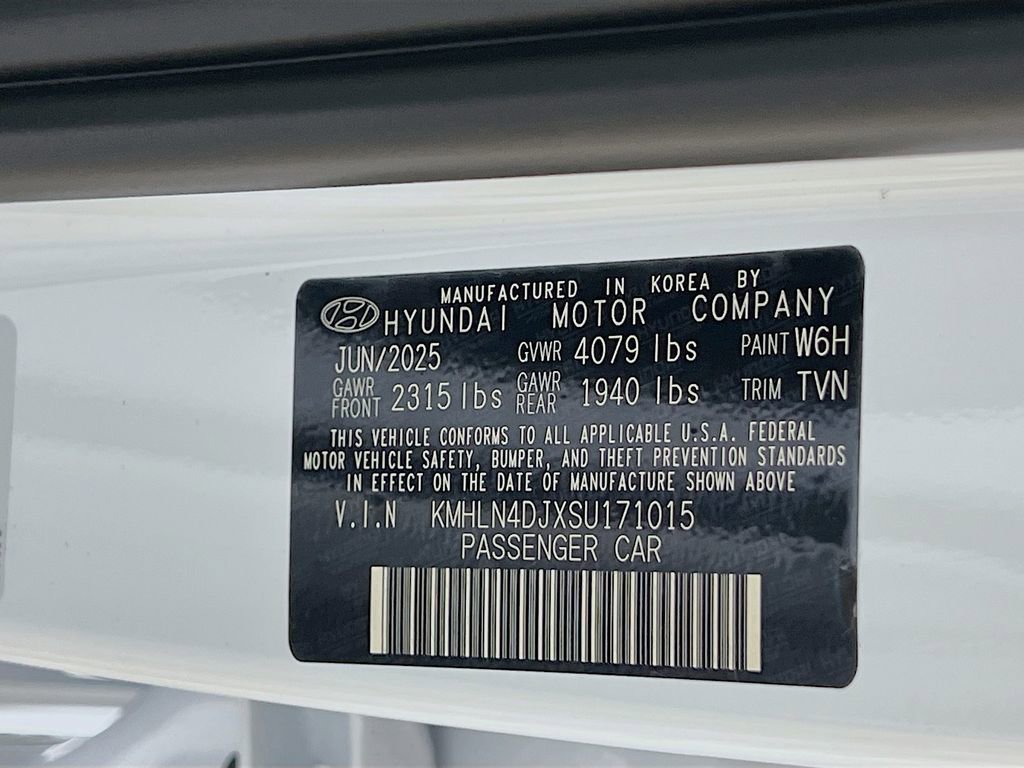 MANUFACTURED IN KOREA BY
HYUNDAI MOTOR COMPANY
JUN/2025 GVWR 4079 lbs PAINT W6H
GAWR FRONT 2315 lbs GAWR REAR 1940 lbs TRIM TVN
THIS VEHICLE CONFORMS TO ALL APPLICABLE U.S.A. FEDERAL
MOTOR VEHICLE SAFETY, BUMPER, AND THEFT PREVENTION STANDARDS
IN EFFECT ON THE DATE OF MANUFACTURE SHOWN ABOVE
V.I.N KMHLN4DJXSU171015
PASSENGER CAR